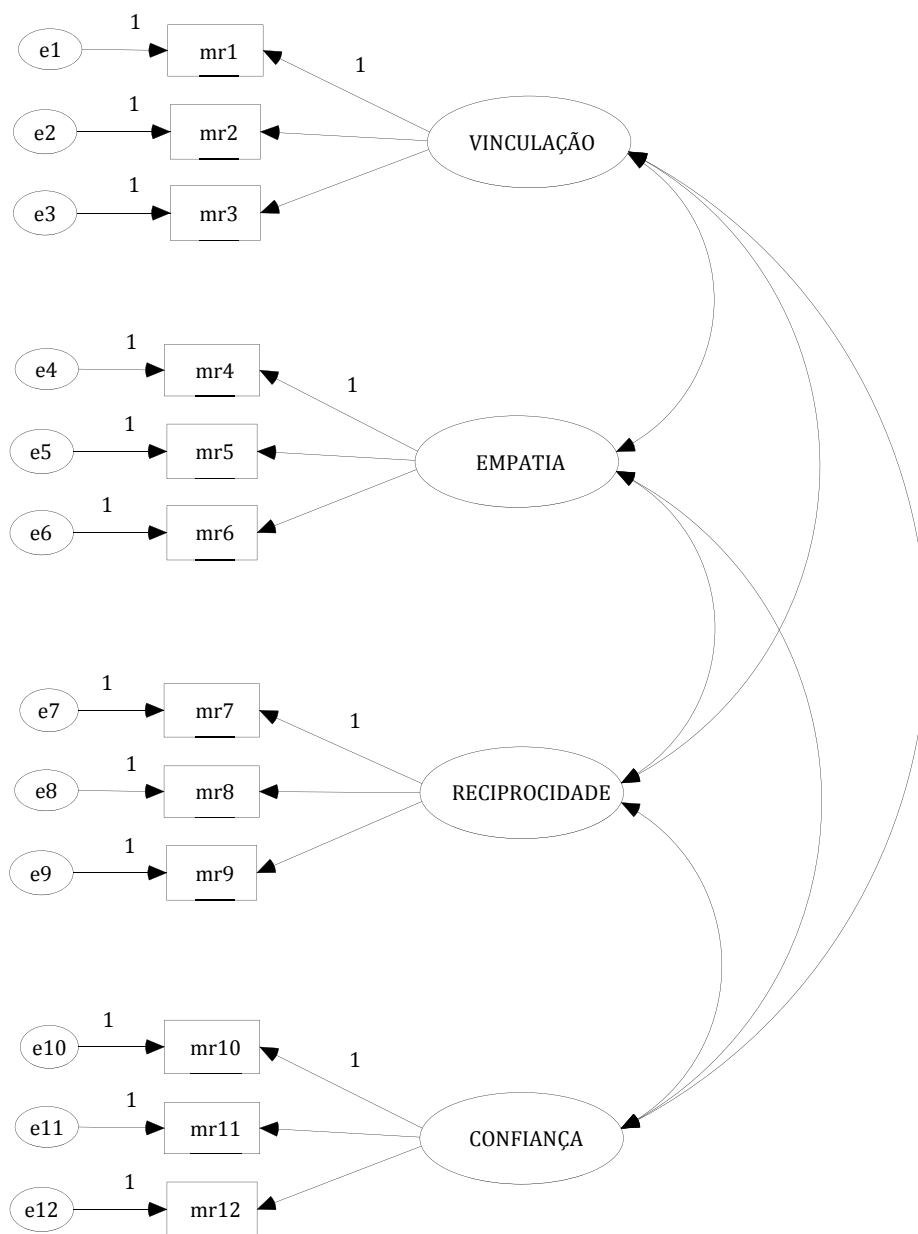 1
e1 mr1 1
1
e2 mr2 VINCULAÇÃO
1
e3 mr3
1
e4 mr4 1
1
e5 mr5 EMPATIA
1
e6 mr6
1
e7 mr7 1
1
e8 mr8 RECIPROCIDADE
1
e9 mr9
1
e10 mr10 1
1
e11 mr11 CONFIANÇA
1
e12 mr12